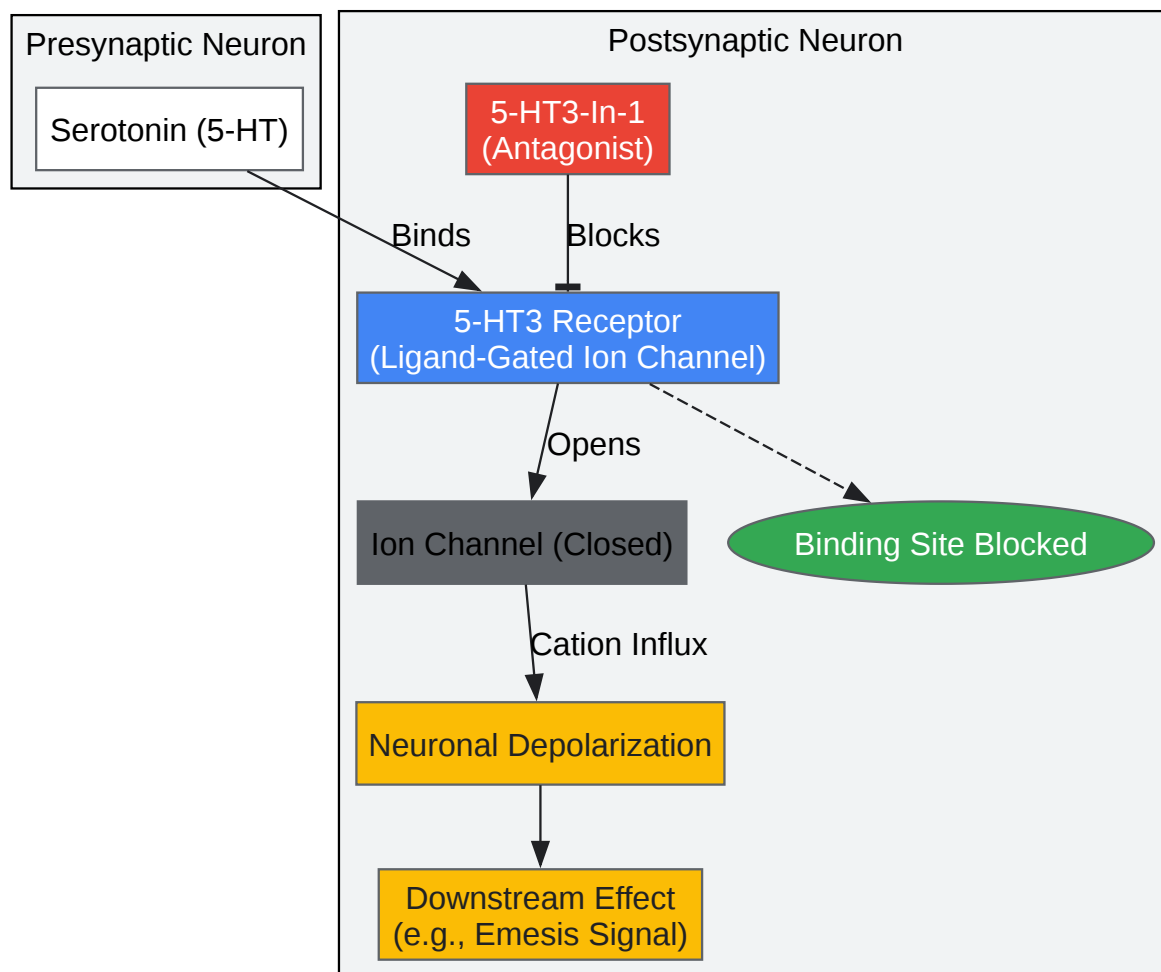 Presynaptic Neuron
Serotonin (5-HT)
Postsynaptic Neuron
5-HT3-In-1
(Antagonist)
Binds
Blocks
5-HT3 Receptor
(Ligand-Gated Ion Channel)
Opens
Ion Channel (Closed)
Binding Site Blocked
Cation Influx
Neuronal Depolarization
Downstream Effect
(e.g., Emesis Signal)